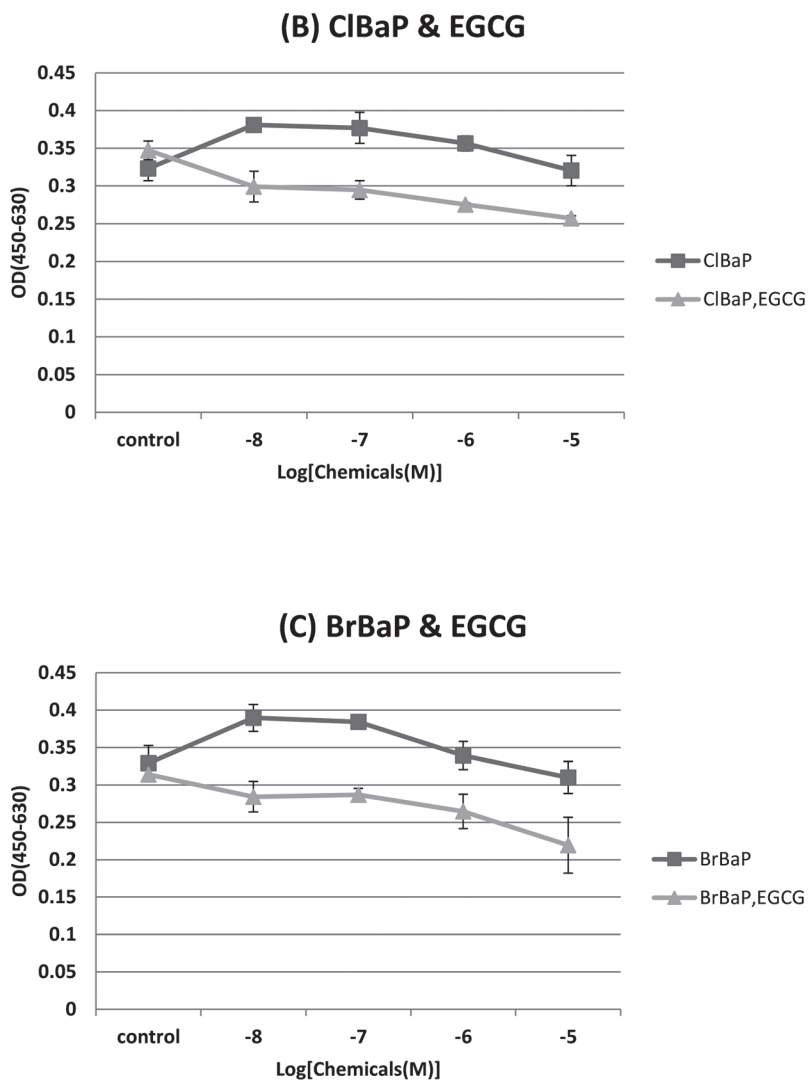 (B) ClBaP & EGCG
0.45
0.4
0.35
0.3
0.25
0.2
0.15
0.1
0.05
0
OD(450-630)
control -8 -7 -6 -5
Log[Chemicals(M)]
ClBaP
ClBaP,EGCG
(C) BrBaP & EGCG
0.45
0.4
0.35
0.3
0.25
0.2
0.15
0.1
0.05
0
OD(450-630)
control -8 -7 -6 -5
Log[Chemicals(M)]
BrBaP
BrBaP,EGCG